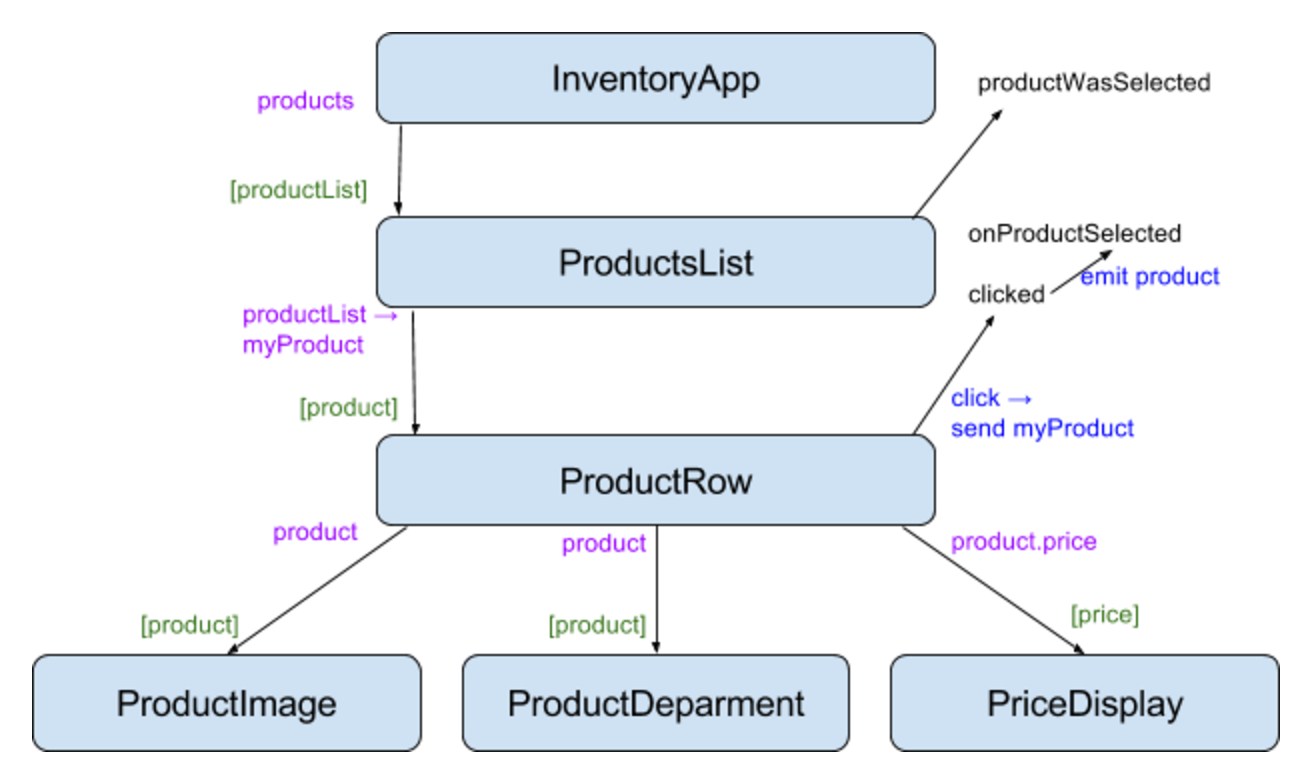 InventoryApp
productWasSelected
products
[productList]
onProductSelected
ProductsList
emit product
clicked
productList →
myProduct
click →
[product]
send myProduct
ProductRow
product
product
product.price
[product]
[product]
[price]
ProductImage
ProductDeparment
PriceDisplay